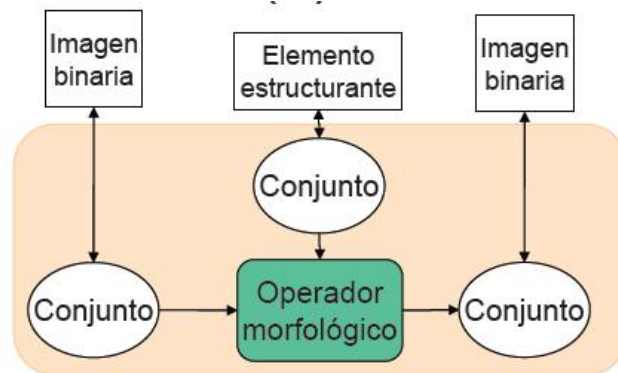 Imagen
binaria
Elemento
estructurante
Imagen
binaria
Conjunto
Conjunto
Operador
morfológico
Conjunto